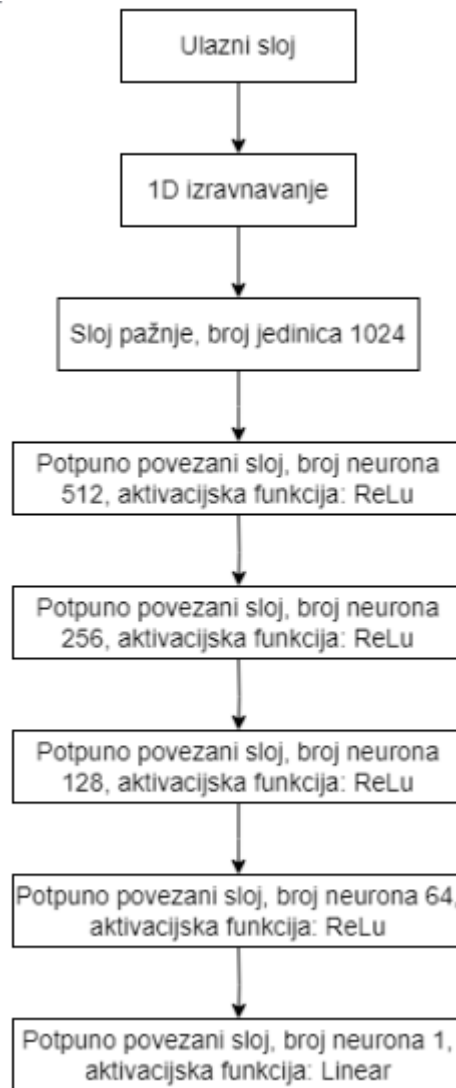 Ulazni sloj
1D izravnavanje
Sloj pažnje, broj jedinica 1024
Potpuno povezani sloj, broj neurona
512, aktivacijska funkcija: ReLu
Potpuno povezani sloj, broj neurona
256, aktivacijska funkcija: ReLu
Potpuno povezani sloj, broj neurona
128, aktivacijska funkcija: ReLu
Potpuno povezani sloj, broj neurona 64,
aktivacijska funkcija: ReLu
Potpuno povezani sloj, broj neurona 1,
aktivacijska funkcija: Linear